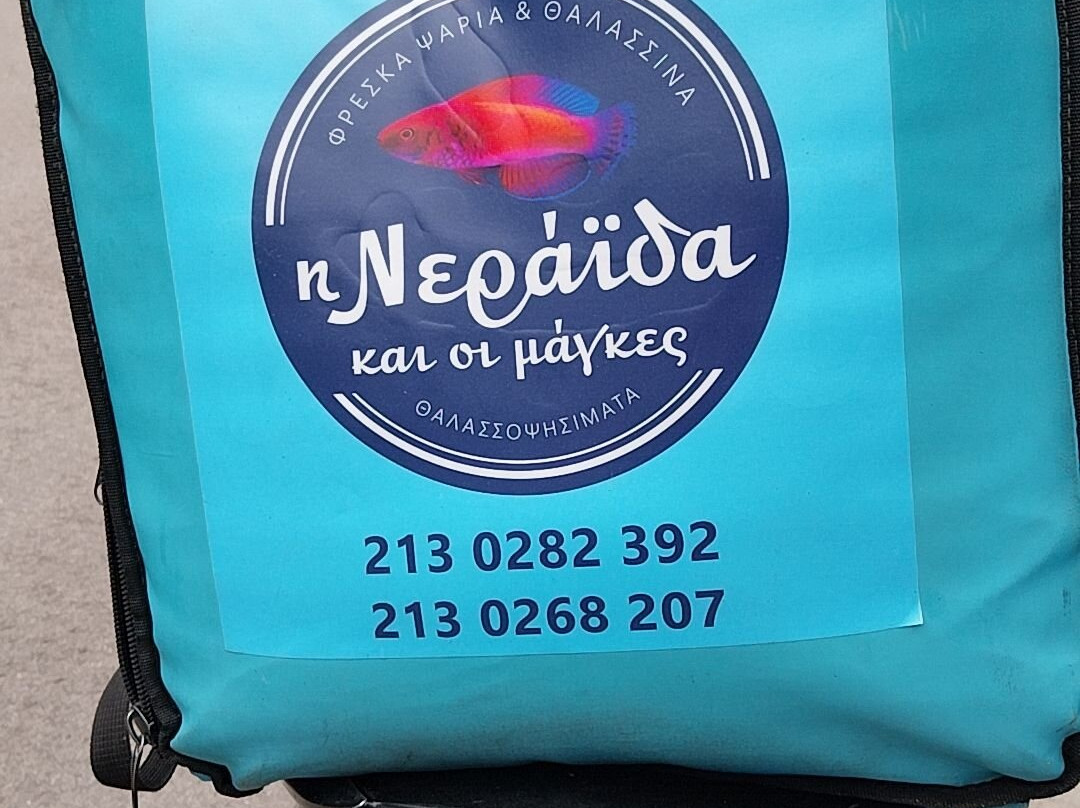 ΦΡΕΣΚΑ ΨΑΡΙΑ & ΘΑΛΑΣΣΙΝΑ
η Νεράϊδα
και οι μάγκες
ΘΑΛΑΣΣΟΨΗΣΙΜΑΤΑ
213 0282 392
213 0268 207